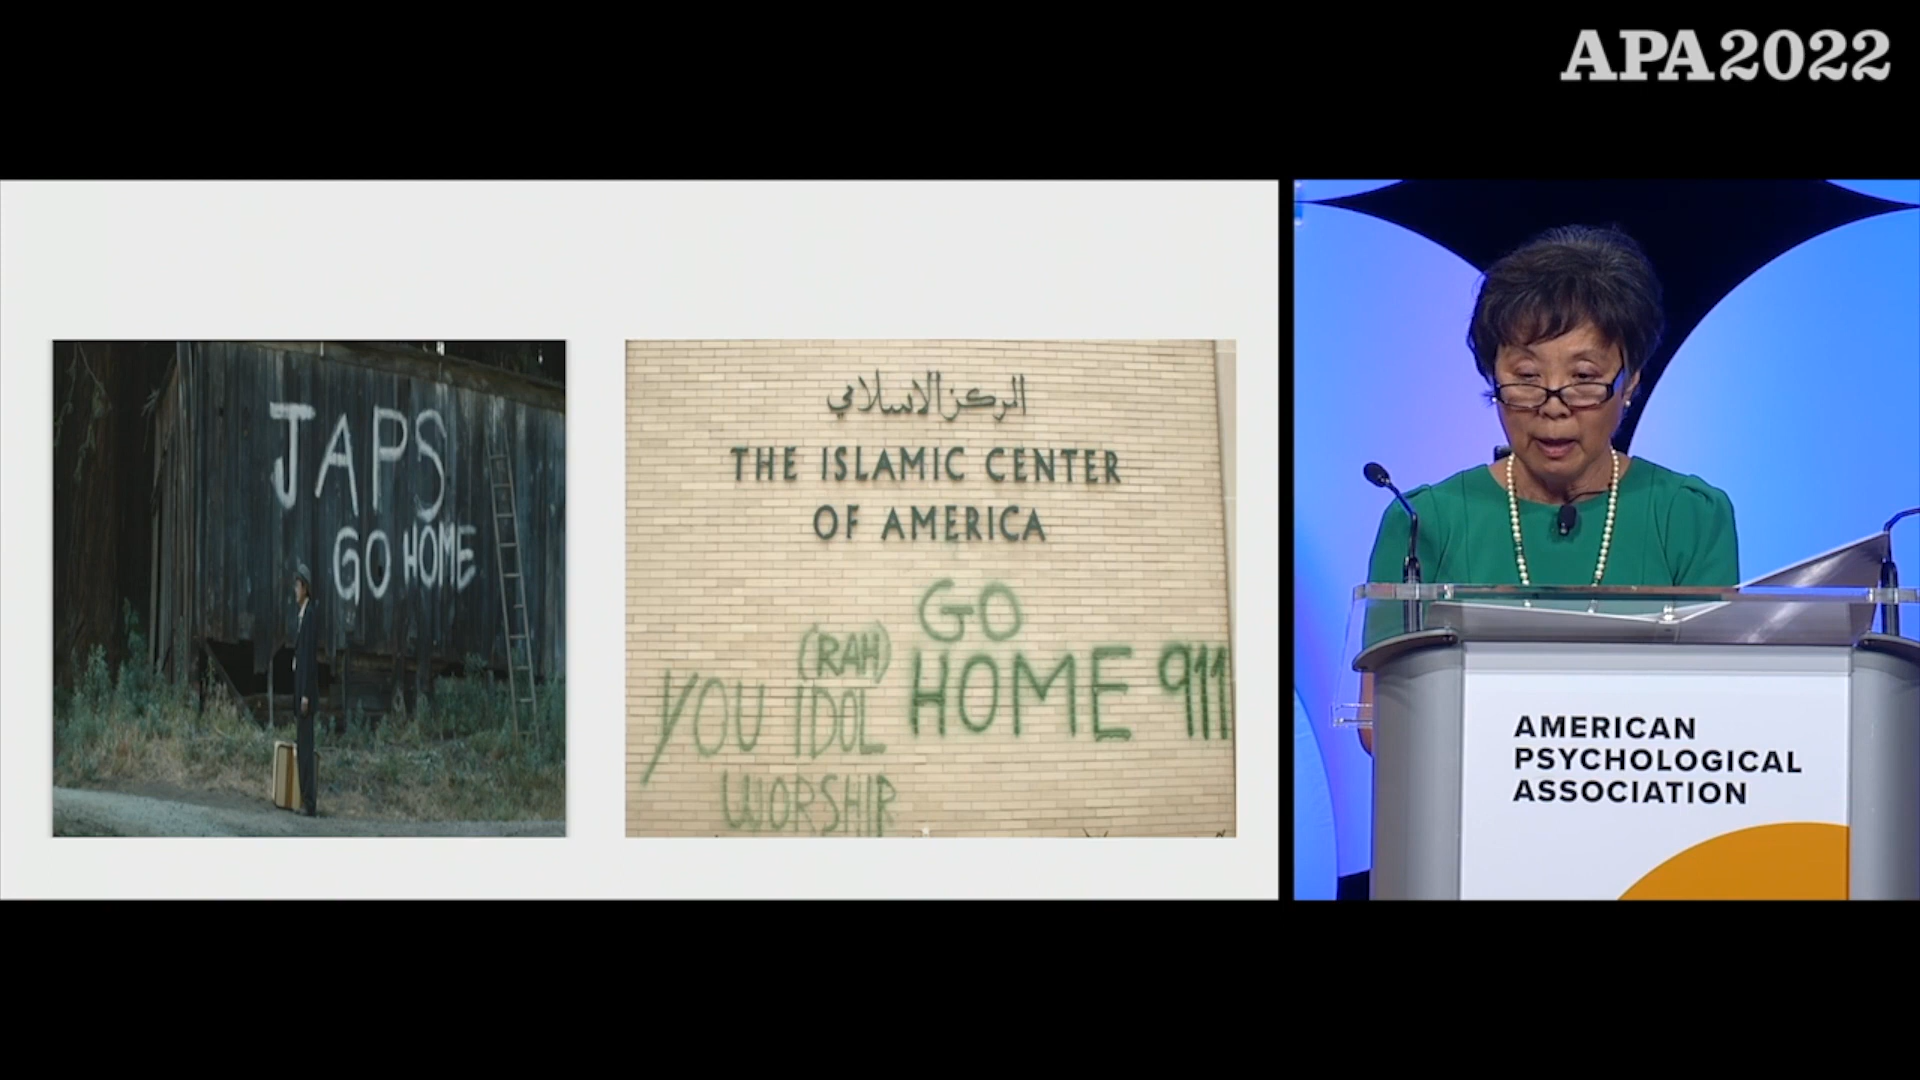 APA2022
JAPS
GO HOME
المركز الاسلامي
THE ISLAMIC CENTER
OF AMERICA
GO
HOME 911
(RAH)
YOU IDOL
WORSHIP
AMERICAN
PSYCHOLOGICAL
ASSOCIATION